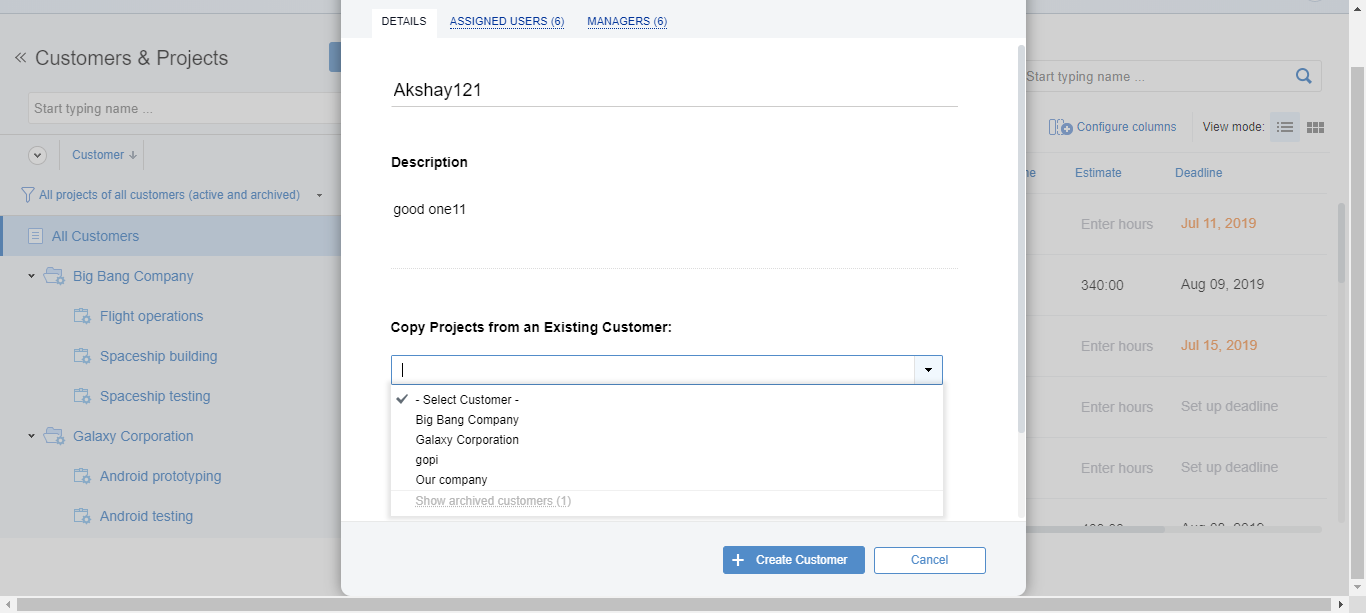 DETAILS ASSIGNED USERS (6) MANAGERS (6)
Customers & Projects
Start typing name ...
Customer
All projects of all customers (active and archived)
All Customers
Big Bang Company
Flight operations
Spaceship building
Spaceship testing
Galaxy Corporation
Android prototyping
Android testing
Akshay121
Description
good one11
Copy Projects from an Existing Customer:
- Select Customer -
Big Bang Company
Galaxy Corporation
gopi
Our company
Show archived customers (1)
Create Customer Cancel
Start typing name ...
Configure columns View mode:
Estimate Deadline
Enter hours Jul 11, 2019
340:00 Aug 09, 2019
Enter hours Jul 15, 2019
Enter hours Set up deadline
Enter hours Set up deadline